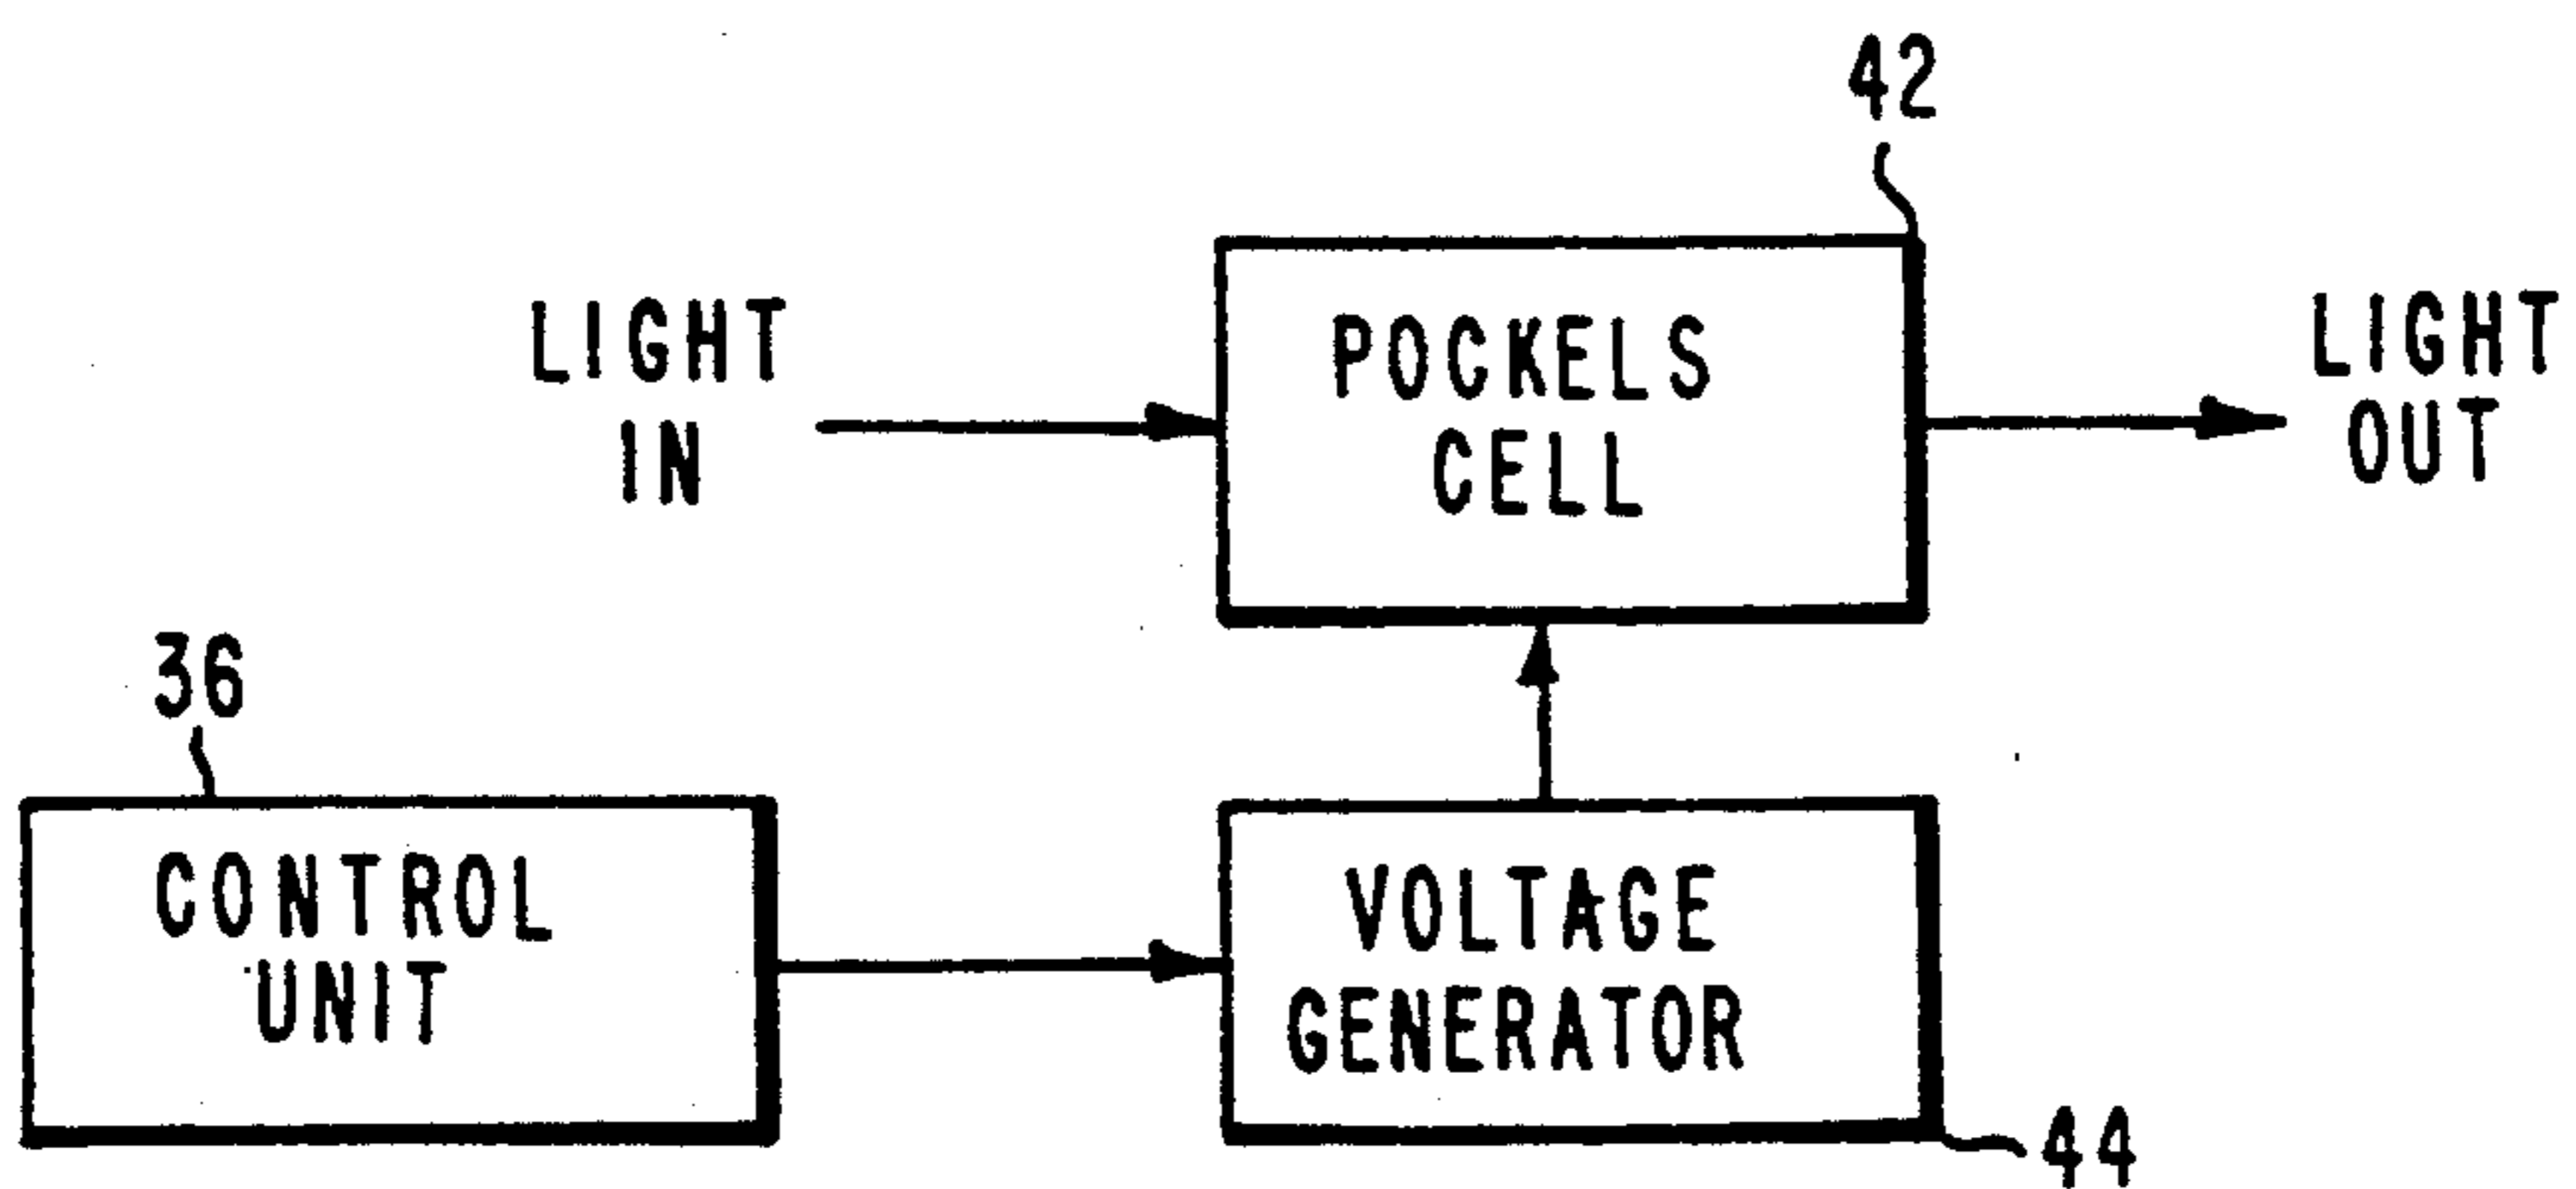 42
LIGHT
IN
POCKELS
CELL
LIGHT
OUT
36
CONTROL
UNIT
VOLTAGE
GENERATOR
44